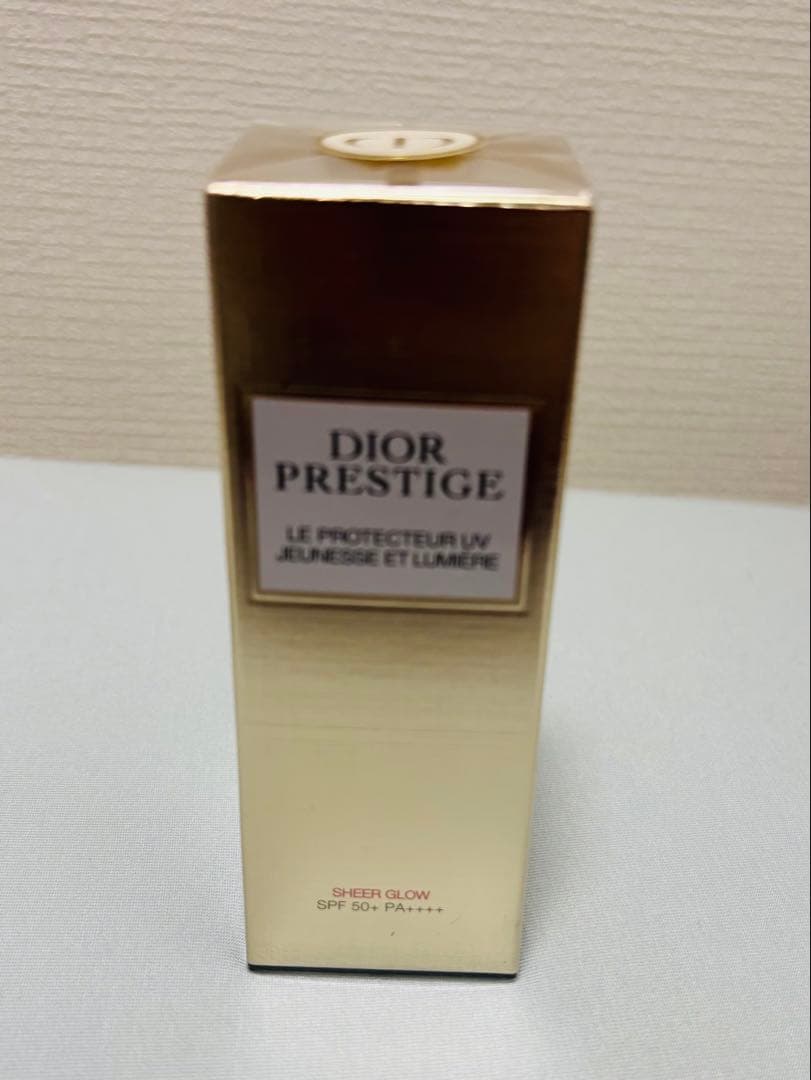 DIOR
PRESTIGE
LE PROTECTEUR UV
JEUNESSE ET LUMIÈRE
SHEER GLOW
SPF 50+ PA++++